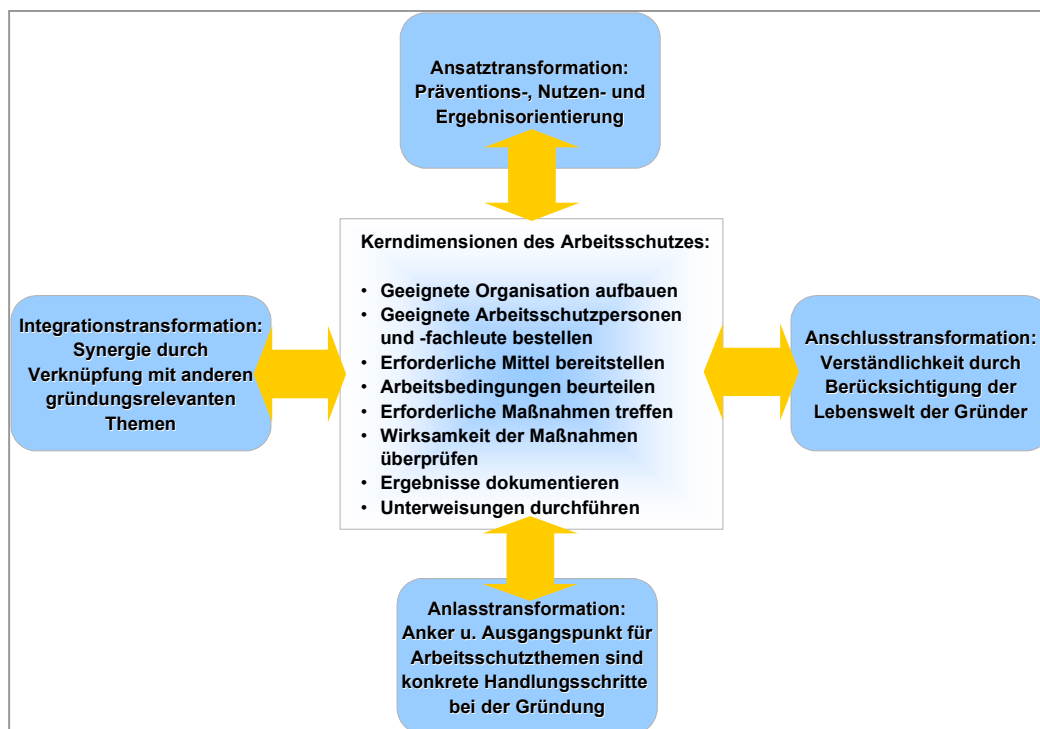 Ansatztransformation:
Präventions-, Nutzen- und
Ergebnisorientierung
Kerndimensionen des Arbeitsschutzes:
• Geeignete Organisation aufbauen
• Geeignete Arbeitsschutzpersonen
und -fachleute bestellen
• Erforderliche Mittel bereitstellen
• Arbeitsbedingungen beurteilen
• Erforderliche Maßnahmen treffen
• Wirksamkeit der Maßnahmen
überprüfen
• Ergebnisse dokumentieren
• Unterweisungen durchführen
Integrationstransformation:
Synergie durch
Verknüpfung mit anderen
gründungsrelevanten
Themen
Anschlusstransformation:
Verständlichkeit durch
Berücksichtigung der
Lebenswelt der Gründer
Anlasstransformation:
Anker u. Ausgangspunkt für
Arbeitsschutzthemen sind
konkrete Handlungsschritte
bei der Gründung